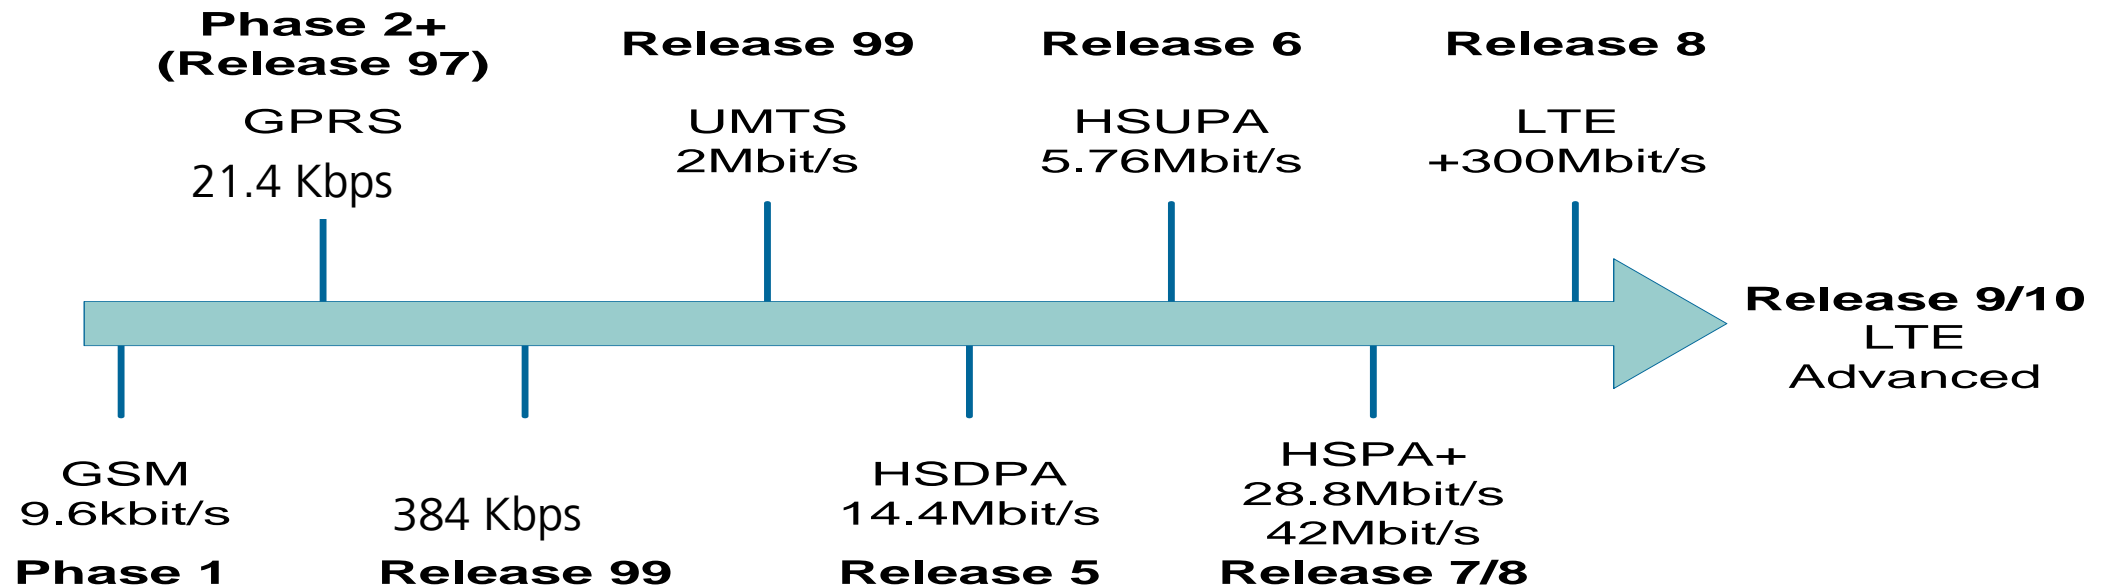 Phase 2+
(Release 97)
GPRS
21.4 Kbps
Release 99
UMTS
2Mbit/s
Release 6
HSUPA
5.76Mbit/s
Release 8
LTE
+300Mbit/s
Release 9/10
LTE
Advanced
GSM
9.6kbit/s
Phase 1
384 Kbps
Release 99
HSDPA
14.4Mbit/s
Release 5
HSPA+
28.8Mbit/s
42Mbit/s
Release 7/8